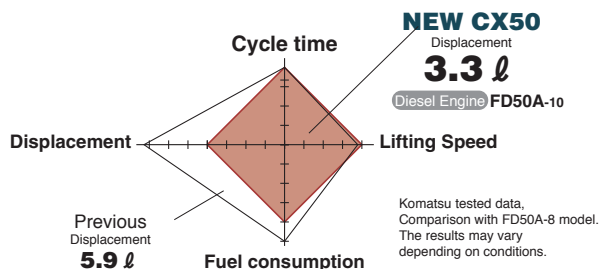 NEW CX50
Displacement
3.3 ℓ
Diesel Engine FD50A-10
Cycle time
Displacement
Lifting Speed
Previous
Displacement
5.9 ℓ
Fuel consumption
Komatsu tested data,
Comparison with FD50A-8 model.
The results may vary
depending on conditions.